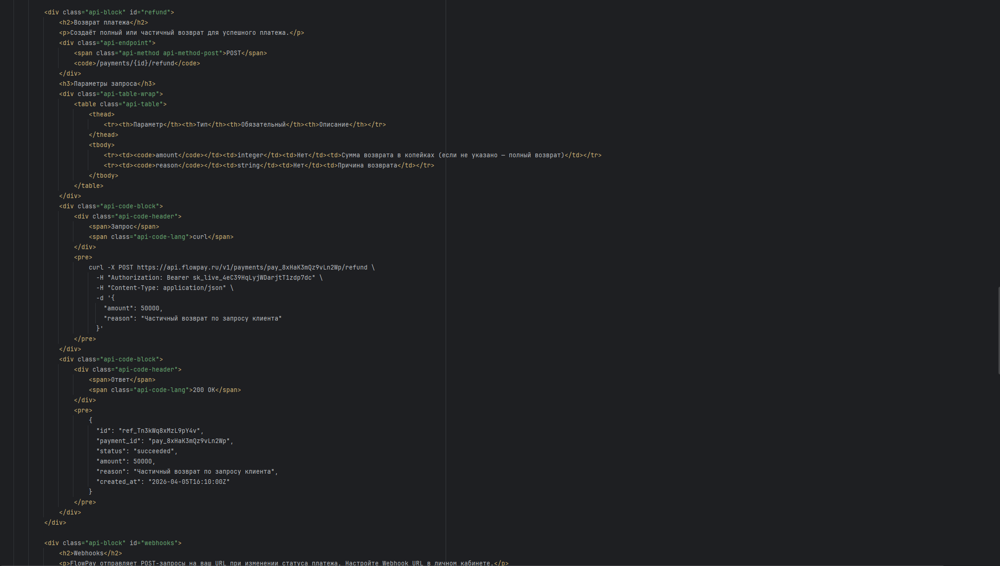 <div class="api-block" id="refund">
<h2>Возврат платежа</h2>
<p>Создаёт полный или частичный возврат для успешного платежа.</p>
<div class="api-endpoint">
<span class="api-method api-method-post">POST</span>
<code>/payments/{id}/refund</code>
</div>
<h3>Параметры запроса</h3>
<div class="api-table-wrap">
<table class="api-table">
<thead>
<tr><th>Параметр</th><th>Тип</th><th>Обязательный</th><th>Описание</th></tr>
</thead>
<tbody>
<tr><td><code>amount</code></td><td>integer</td><td>Нет</td><td>Сумма возврата в копейках (если не указано — полный возврат)</td></tr>
<tr><td><code>reason</code></td><td>string</td><td>Нет</td><td>Причина возврата</td></tr>
</tbody>
</table>
</div>
<div class="api-code-block">
<div class="api-code-header">
<span>Запрос</span>
<span class="api-code-lang">curl</span>
</div>
<pre>
curl -X POST https://api.flowpay.ru/v1/payments/pay_8xHaK3mQz9vLn2Wp/refund \
-H "Authorization: Bearer sk_live_4eC39HqLyjWDarjtT1zdp7dc" \
-H "Content-Type: application/json" \
-d '{
"amount": 50000,
"reason": "Частичный возврат по запросу клиента"
}'
</pre>
</div>
<div class="api-code-block">
<div class="api-code-header">
<span>Ответ</span>
<span class="api-code-lang">200 OK</span>
</div>
<pre>
{
"id": "ref_Tn3kWq8xMzL9pY4v",
"payment_id": "pay_8xHaK3mQz9vLn2Wp",
"status": "succeeded",
"amount": 50000,
"reason": "Частичный возврат по запросу клиента",
"created_at": "2026-04-05T16:10:00Z"
}
</pre>
</div>
</div>
<div class="api-block" id="webhooks">
<h2>Webhooks</h2>
<p>FlowPay отправляет POST-запросы на ваш URL при изменении статуса платежа. Настройте Webhook URL в личном кабинете.</p>